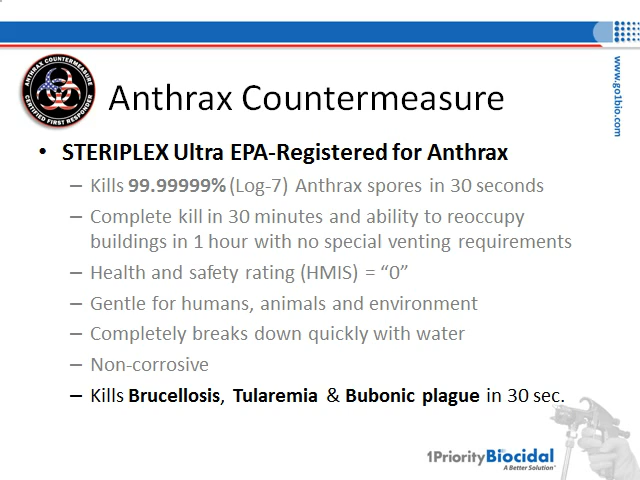 www.go1bio.com
ANTHRAX COUNTERMEASURE
CERTIFIED FIRST RESPONDER
Anthrax Countermeasure
• STERIPLEX Ultra EPA-Registered for Anthrax
– Kills 99.99999% (Log-7) Anthrax spores in 30 seconds
– Complete kill in 30 minutes and ability to reoccupy
buildings in 1 hour with no special venting requirements
– Health and safety rating (HMIS) = “0”
– Gentle for humans, animals and environment
– Completely breaks down quickly with water
– Non-corrosive
– Kills Brucellosis, Tularemia & Bubonic plague in 30 sec.
1PriorityBiocidal
A Better Solution